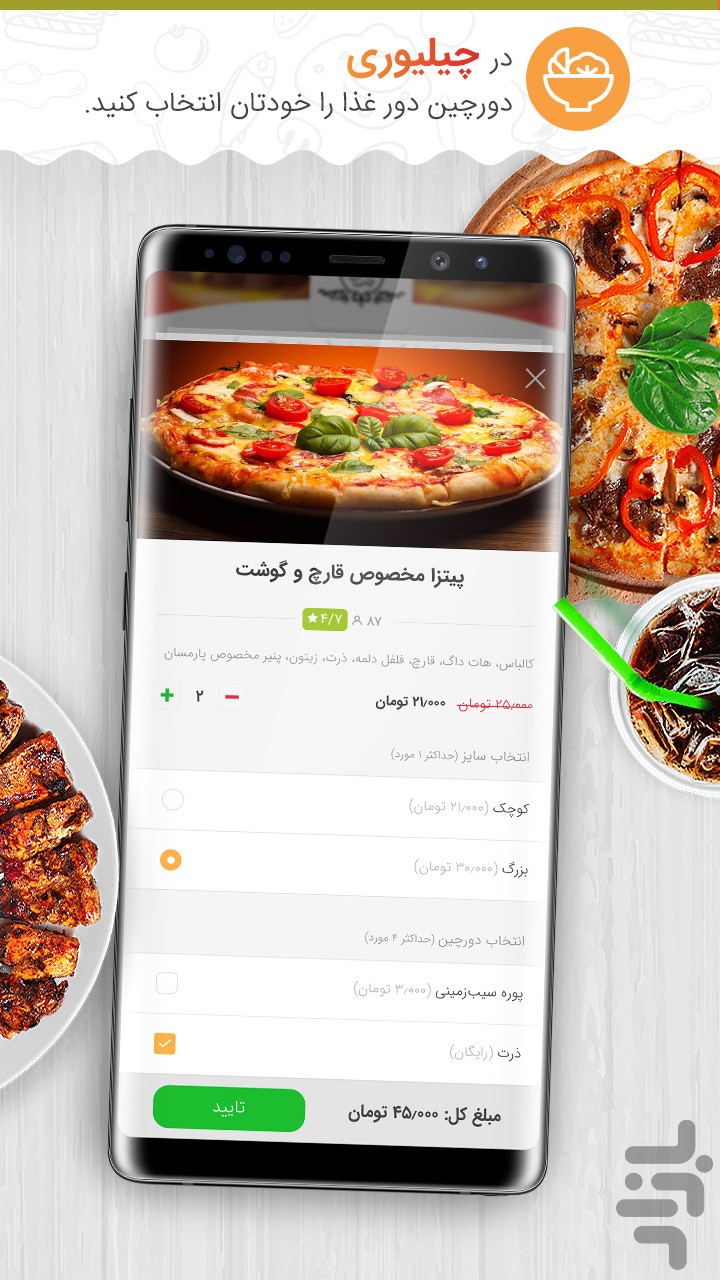 در چیلیوری
دورچین دور غذا را خودتان انتخاب کنید.
پیتزا مخصوص قارچ و گوشت
۸۷ ۴/۷
کالباس، هات داگ، قارچ، فلفل دلمه، ذرت، زیتون، پنیر مخصوص پارمسان
۲۵٫۰۰۰ تومان ۲۱٫۰۰۰ تومان ۲
انتخاب سایز (حداکثر ۱ مورد)
کوچک (۲۱٫۰۰۰ تومان)
بزرگ (۳۰٫۰۰۰ تومان)
انتخاب دورچین (حداکثر ۴ مورد)
پوره سیب‌زمینی (۳٫۰۰۰ تومان)
ذرت (رایگان)
مبلغ کل: ۴۵٫۰۰۰ تومان تایید
بازار